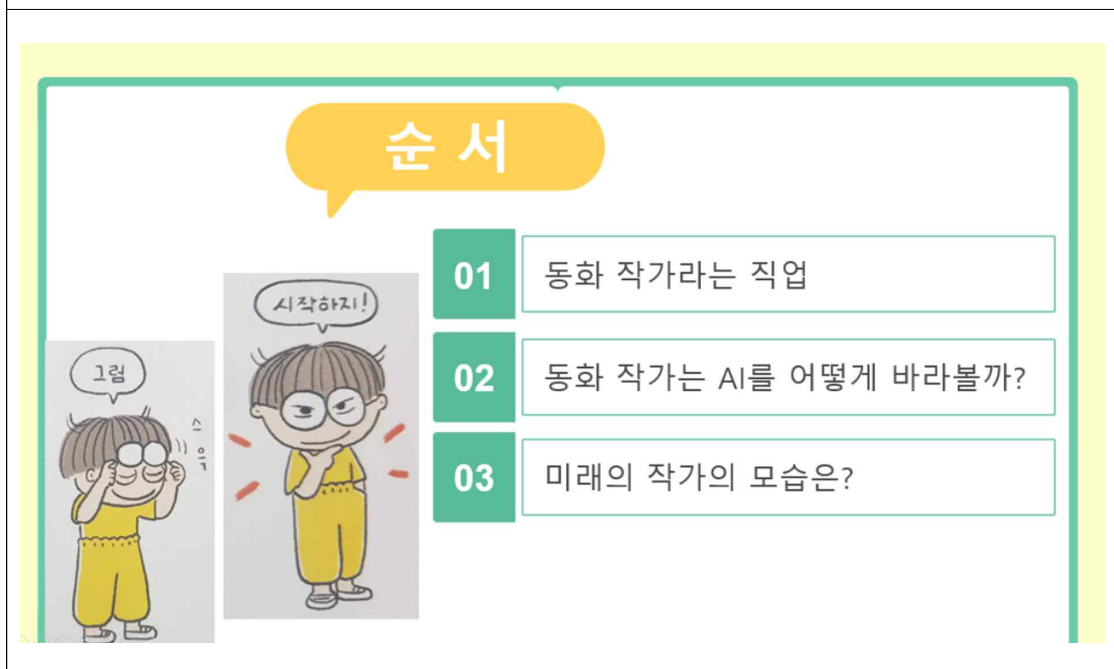 순 서
01 동화 작가라는 직업
02 동화 작가는 AI를 어떻게 바라볼까?
03 미래의 작가의 모습은?
그럼
스윽
시작하지!